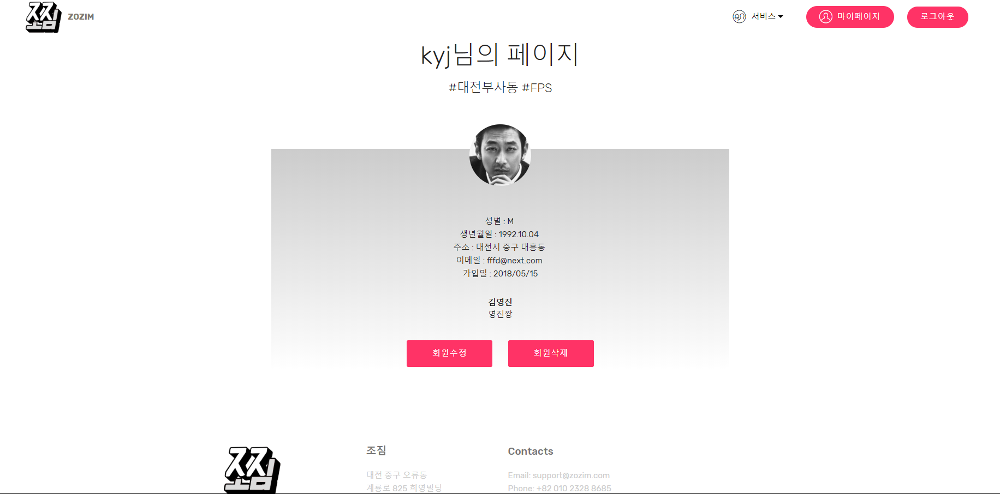 쪼짐
ZOZIM
서비스
마이페이지
로그아웃
kyj님의 페이지
#대전부사동 #FPS
성별 : M
생년월일 : 1992.10.04
주소 : 대전시 중구 대흥동
이메일 : fffd@next.com
가입일 : 2018/05/15
김영진
영진짱
회원수정
회원삭제
조짐
Contacts
대전 중구 오류동
Email: support@zozim.com
계룡로 825 희영빌딩
Phone: +82 010 2328 8685